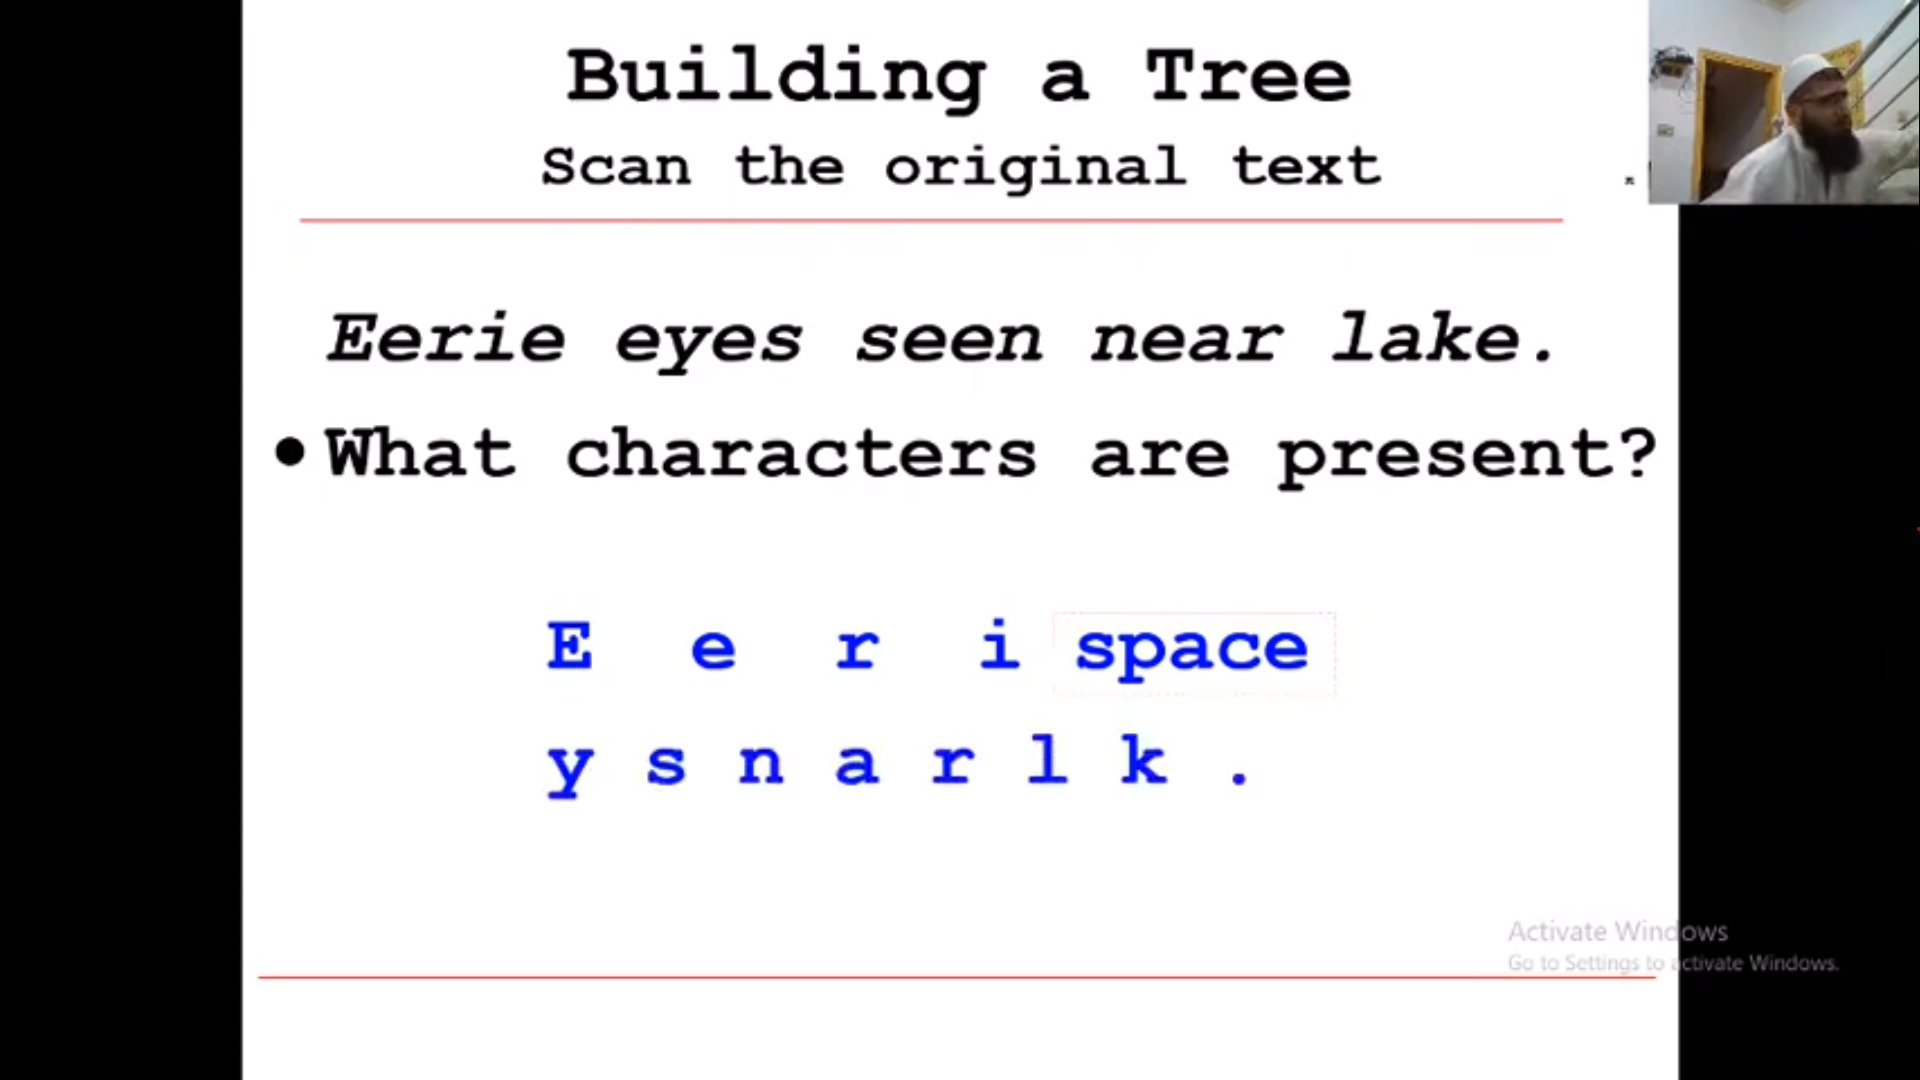 Building a Tree
Scan the original text
Eerie eyes seen near lake.
•What characters are present?
E e r i space
y s n a r l k .
Activate Windows
Go to Settings to activate Windows.